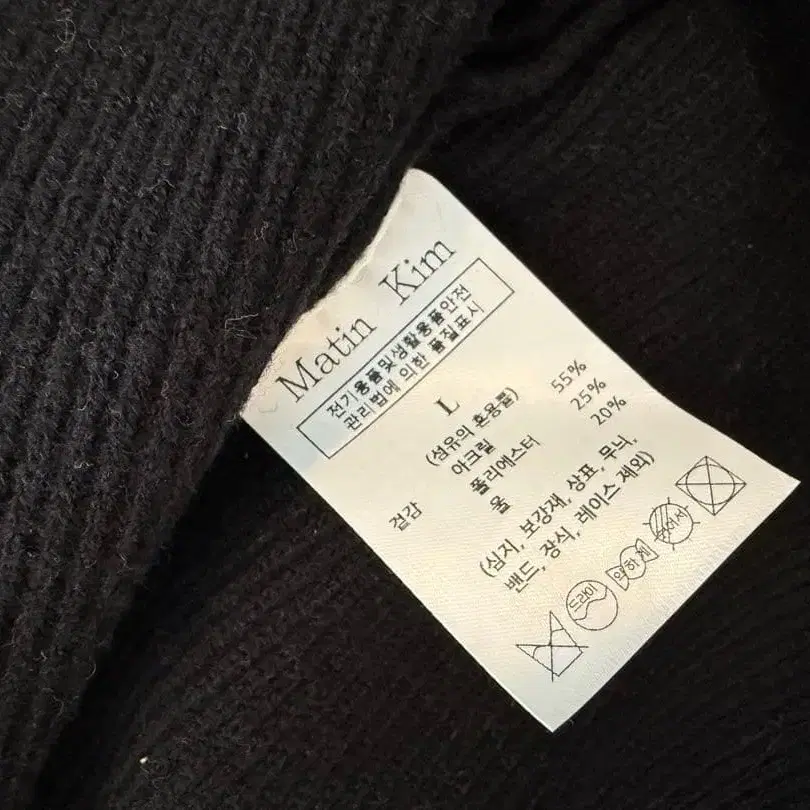 Matin Kim
전기용품및생활용품안전
관리법에 의한 품질표시
L
(섬유의 혼용률)
겉감 아크릴 55%
폴리에스터 25%
울 20%
(심지, 보강재, 상표, 무늬,
밴드, 장식, 레이스 제외)
드라이 약하게